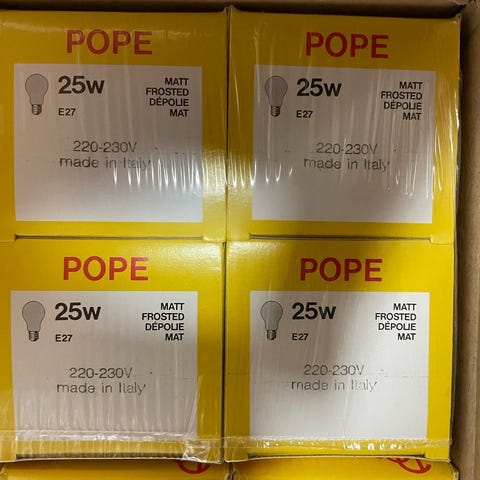 POPE
25w
E27
MATT
FROSTED
DÉPOLIE
MAT
220-230V
made in Italy
POPE
25w
E27
MATT
FROSTED
DÉPOLIE
MAT
220-230V
made in Italy
POPE
25w
E27
MATT
FROSTED
DÉPOLIE
MAT
220-230V
made in Italy
POPE
25w
E27
MATT
FROSTED
DÉPOLIE
MAT
220-230V
made in Italy